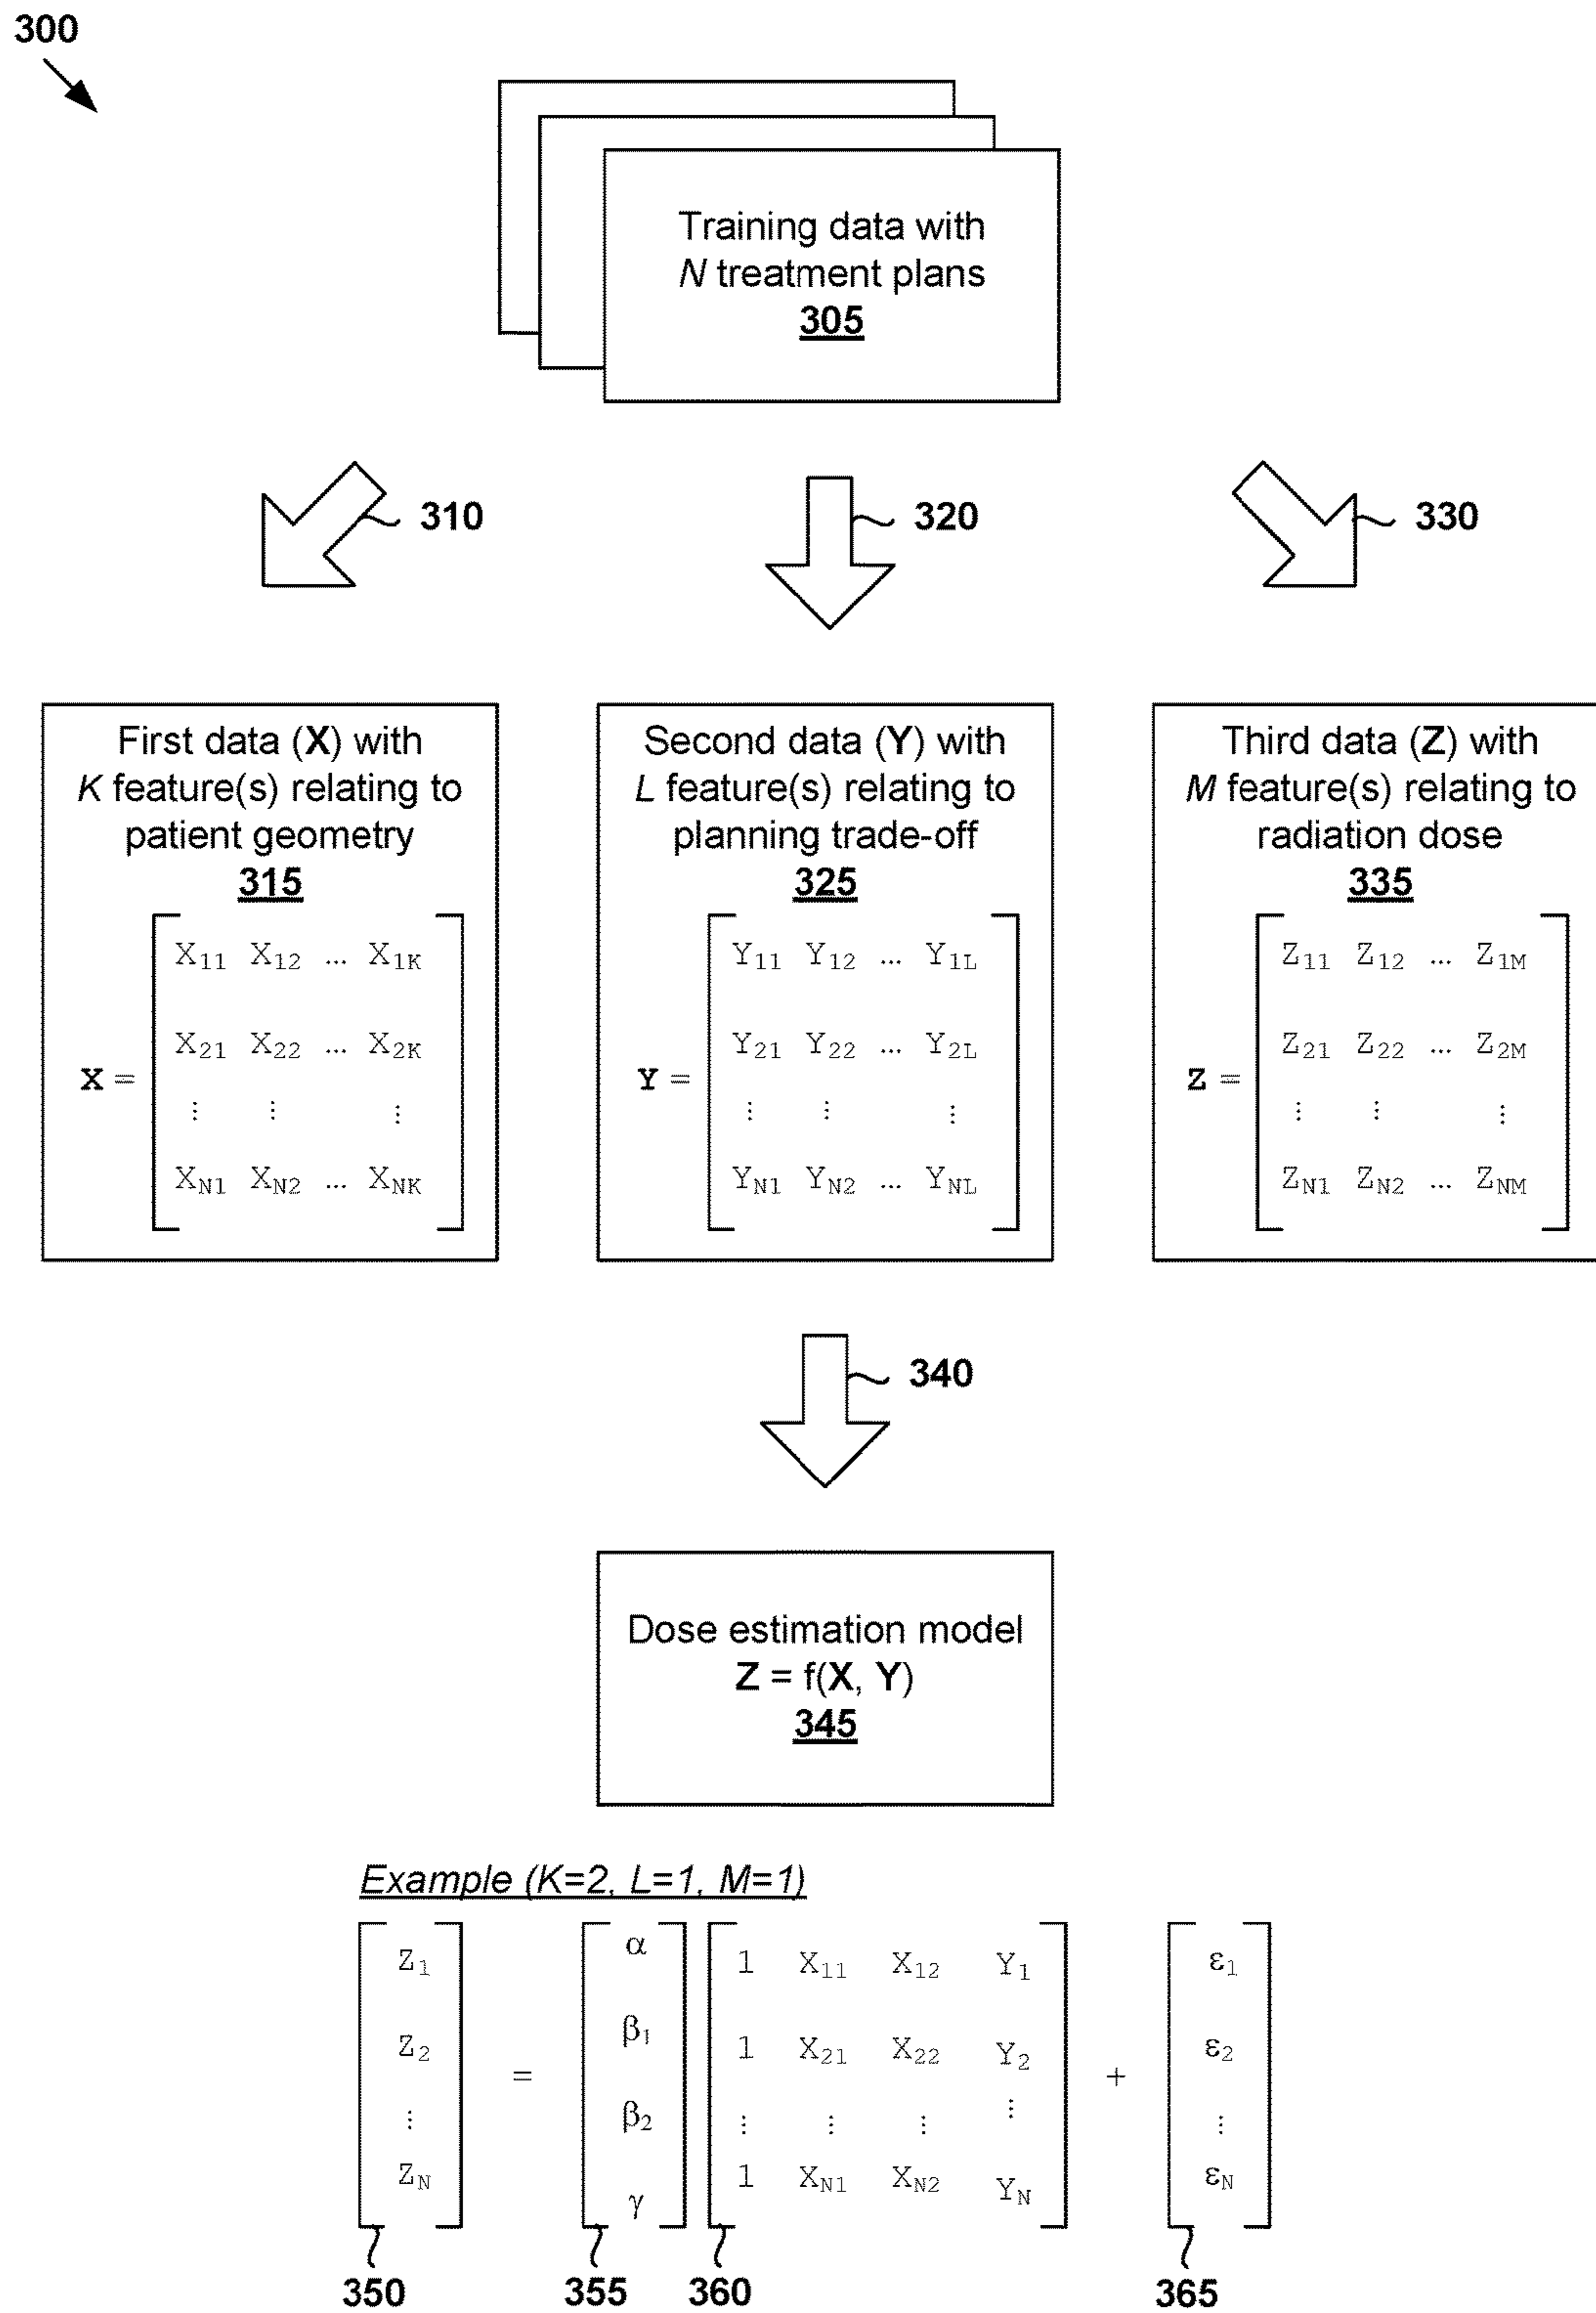 300
Training data with
N treatment plans
305
310
320
330
First data (X) with
K feature(s) relating to
patient geometry
315
X = [ X11 X12 ... X1K
X21 X22 ... X2K
⋮ ⋮ ⋮
XN1 XN2 ... XNK ]
Second data (Y) with
L feature(s) relating to
planning trade-off
325
Y = [ Y11 Y12 ... Y1L
Y21 Y22 ... Y2L
⋮ ⋮ ⋮
YN1 YN2 ... YNL ]
Third data (Z) with
M feature(s) relating to
radiation dose
335
Z = [ Z11 Z12 ... Z1M
Z21 Z22 ... Z2M
⋮ ⋮ ⋮
ZN1 ZN2 ... ZNM ]
340
Dose estimation model
Z = f(X, Y)
345
Example (K=2, L=1, M=1)
Z1 α 1 X11 X12 Y1 ε1
Z2 β1 1 X21 X22 Y2 ε2
= +
⋮ β2 ⋮ ⋮ ⋮ ⋮ ⋮
ZN γ 1 XN1 XN2 YN εN
350 355 360 365